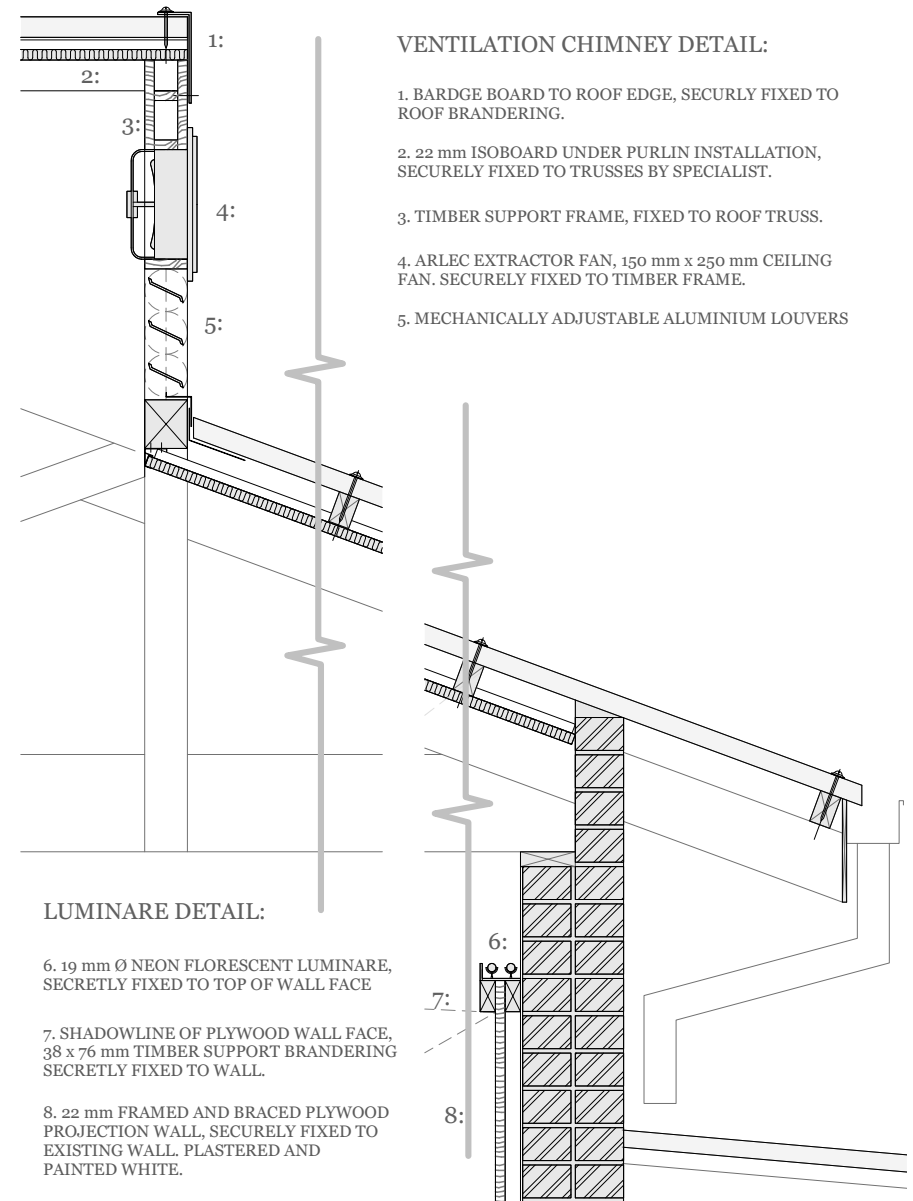 1:
2:
3:
4:
5:
VENTILATION CHIMNEY DETAIL:
1. BARDGE BOARD TO ROOF EDGE, SECURLY FIXED TO
ROOF BRANDERING.
2. 22 mm ISOBOARD UNDER PURLIN INSTALLATION,
SECURELY FIXED TO TRUSSES BY SPECIALIST.
3. TIMBER SUPPORT FRAME, FIXED TO ROOF TRUSS.
4. ARLEC EXTRACTOR FAN, 150 mm x 250 mm CEILING
FAN. SECURELY FIXED TO TIMBER FRAME.
5. MECHANICALLY ADJUSTABLE ALUMINIUM LOUVERS
LUMINARE DETAIL:
6. 19 mm Ø NEON FLORESCENT LUMINARE,
SECRETLY FIXED TO TOP OF WALL FACE
7. SHADOWLINE OF PLYWOOD WALL FACE,
38 x 76 mm TIMBER SUPPORT BRANDERING
SECRETLY FIXED TO WALL.
8. 22 mm FRAMED AND BRACED PLYWOOD
PROJECTION WALL, SECURELY FIXED TO
EXISTING WALL. PLASTERED AND
PAINTED WHITE.
6:
7:
8: